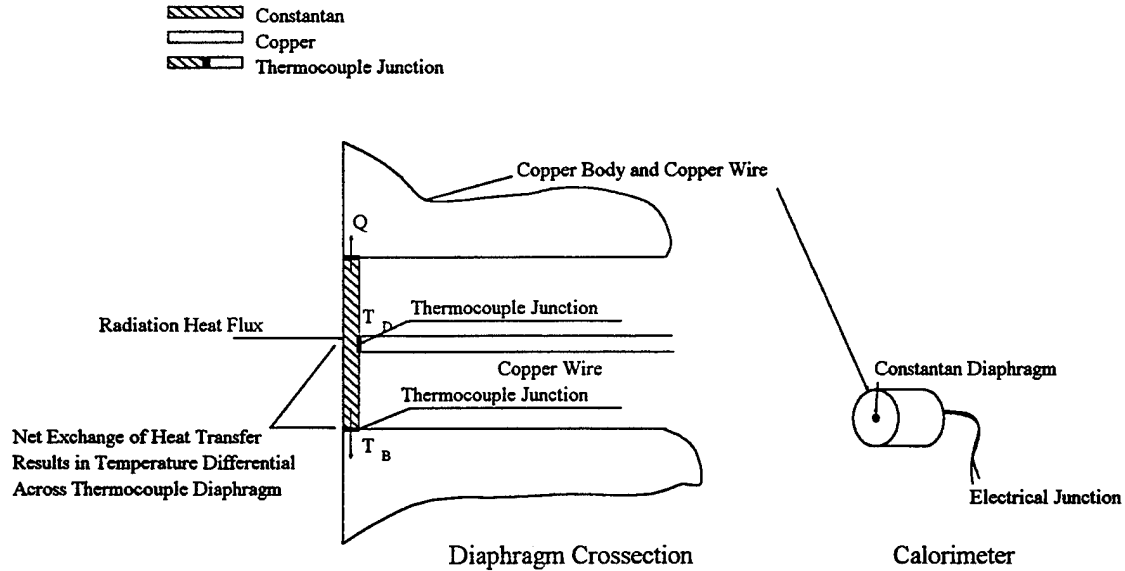 Constantan
Copper
Thermocouple Junction
Copper Body and Copper Wire
Q
Thermocouple Junction
T D
Radiation Heat Flux
Copper Wire
Constantan Diaphragm
Thermocouple Junction
Net Exchange of Heat Transfer
Results in Temperature Differential
Across Thermocouple Diaphragm
T B
Electrical Junction
Diaphragm Crossection
Calorimeter